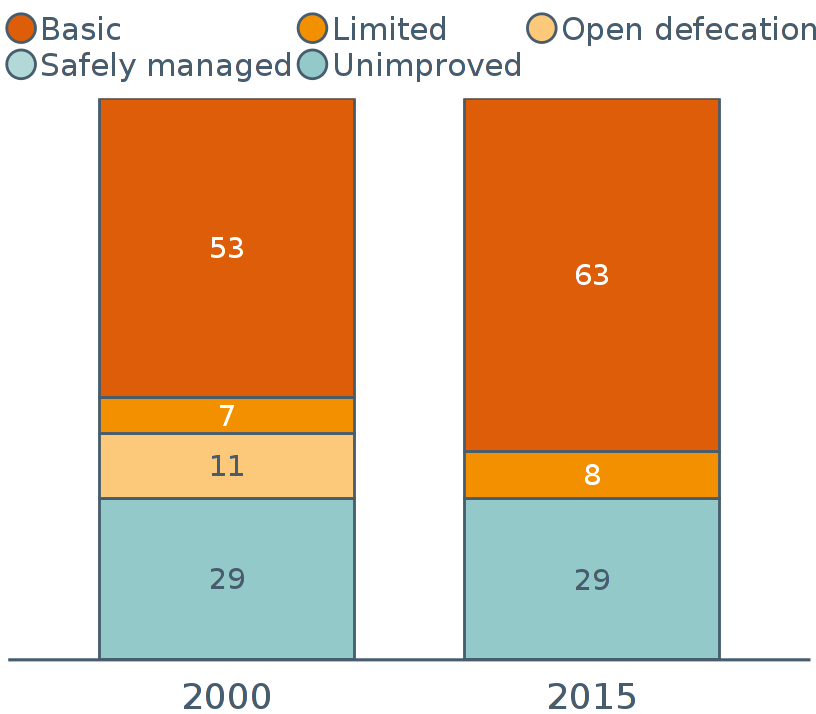 Basic Limited Open defecation
Safely managed Unimproved
53 63
7 8
11
29 29
2000 2015